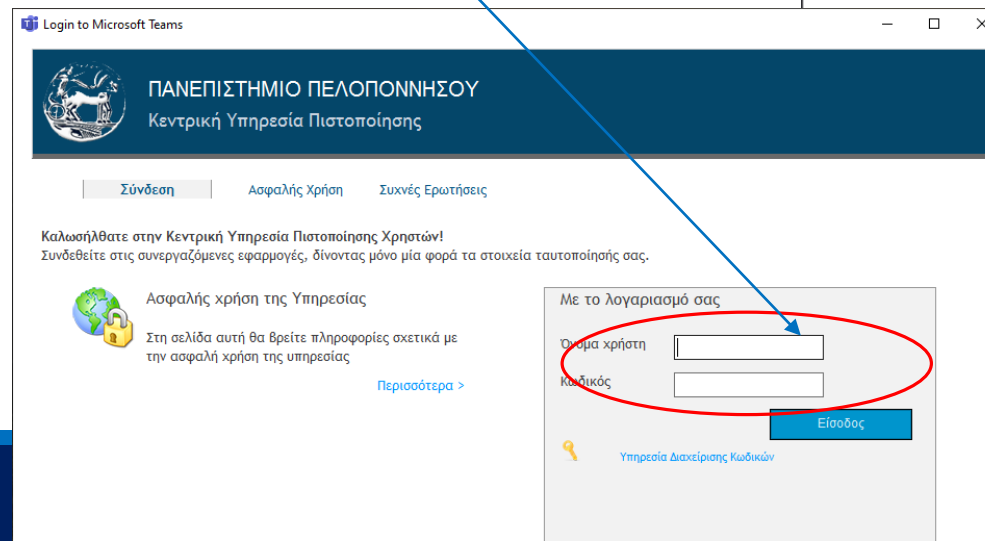 Login to Microsoft Teams
ΠΑΝΕΠΙΣΤΗΜΙΟ ΠΕΛΟΠΟΝΝΗΣΟΥ
Κεντρική Υπηρεσία Πιστοποίησης
Σύνδεση Ασφαλής Χρήση Συχνές Ερωτήσεις
Καλωσήλθατε στην Κεντρική Υπηρεσία Πιστοποίησης Χρηστών!
Συνδεθείτε στις συνεργαζόμενες εφαρμογές, δίνοντας μόνο μία φορά τα στοιχεία ταυτοποίησής σας.
Ασφαλής χρήση της Υπηρεσίας
Στη σελίδα αυτή θα βρείτε πληροφορίες σχετικά με
την ασφαλή χρήση της υπηρεσίας
Περισσότερα >
Με το λογαριασμό σας
Όνομα χρήστη
Κωδικός
Είσοδος
Υπηρεσία Διαχείρισης Κωδικών